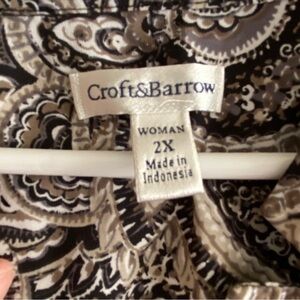 Croft&Barrow
WOMAN
2X
Made in
Indonesia